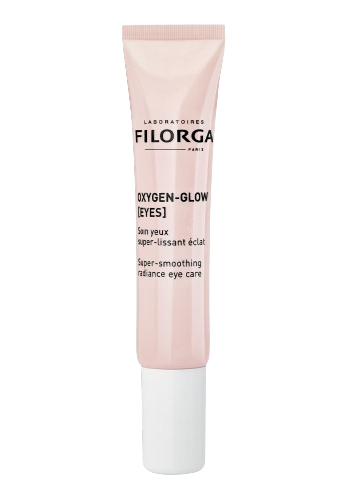 LABORATOIRES
FILORGA
PARIS
OXYGEN-GLOW
[EYES]
Soin yeux
super-lissant éclat
Super-smoothing
radiance eye care